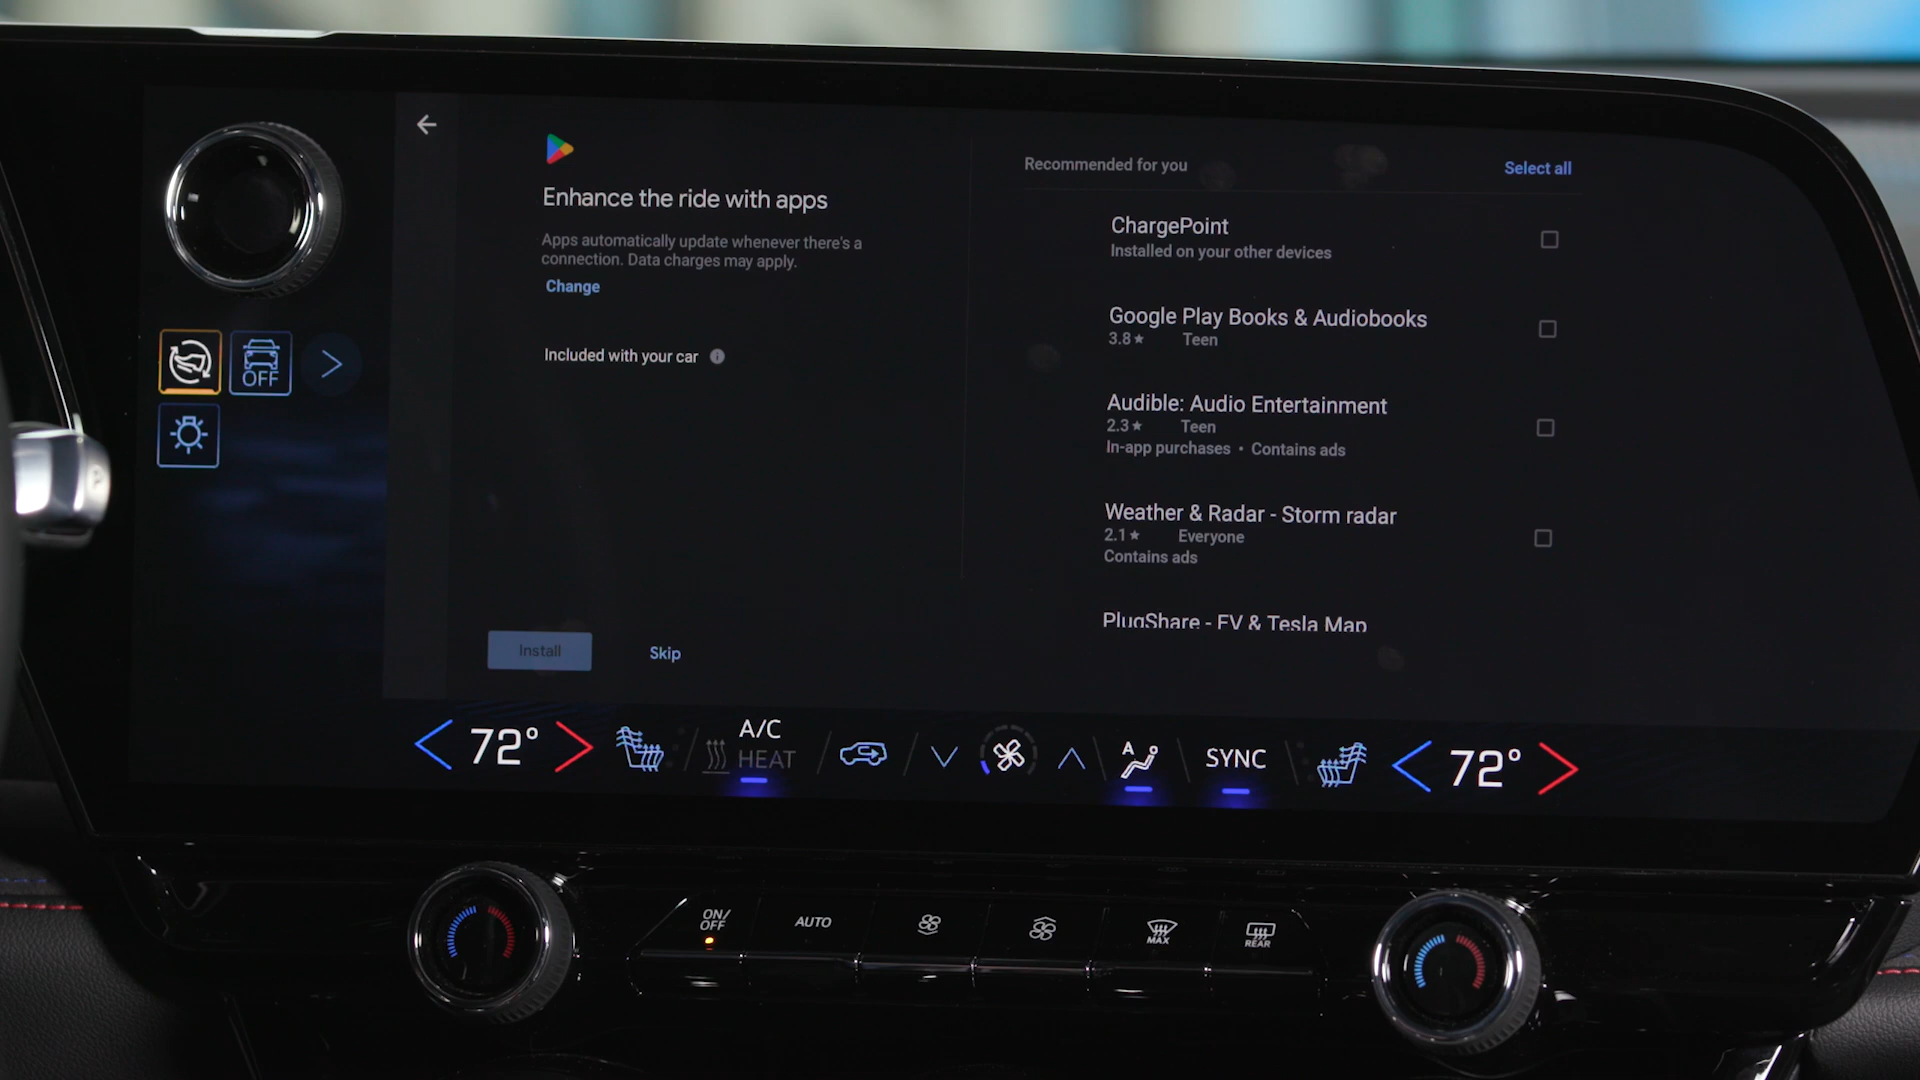 Enhance the ride with apps
Apps automatically update whenever there's a
connection. Data charges may apply.
Change
Included with your car
Install
Skip
Recommended for you
Select all
ChargePoint
Installed on your other devices
Google Play Books & Audiobooks
3.8★ Teen
Audible: Audio Entertainment
2.3★ Teen
In-app purchases • Contains ads
Weather & Radar - Storm radar
2.1★ Everyone
Contains ads
PlugShare - EV & Tesla Map
OFF
72°
A/C
HEAT
A
SYNC
72°
ON/
OFF
AUTO
MAX
REAR